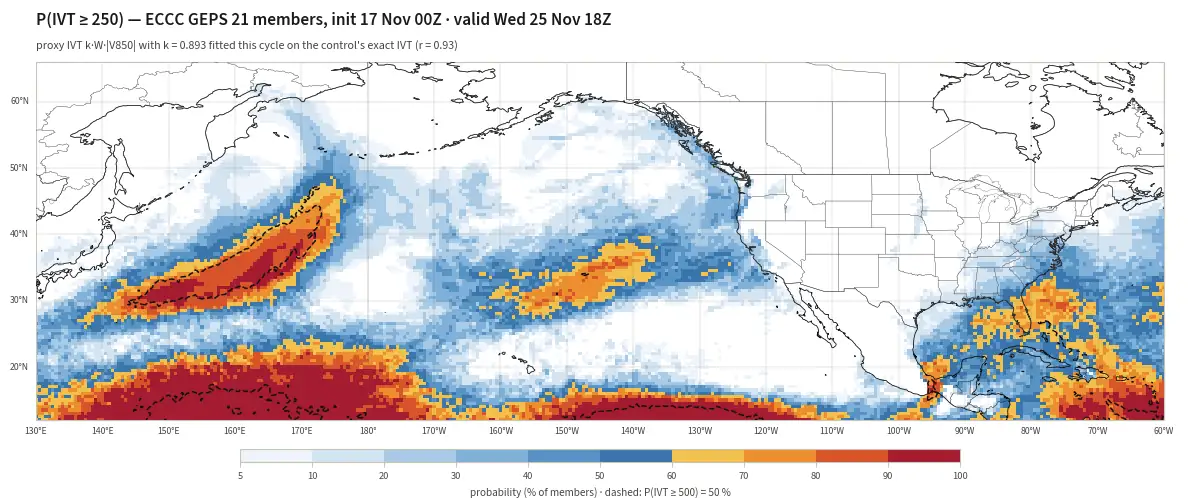 P(IVT ≥ 250) — ECCC GEPS 21 members, init 17 Nov 00Z · valid Wed 25 Nov 18Z
proxy IVT k·W·|V850| with k = 0.893 fitted this cycle on the control's exact IVT (r = 0.93)
60°N
50°N
40°N
30°N
20°N
130°E 140°E 150°E 160°E 170°E 180° 170°W 160°W 150°W 140°W 130°W 120°W 110°W 100°W 90°W 80°W 70°W 60°W
5 10 20 30 40 50 60 70 80 90 100
probability (% of members) · dashed: P(IVT ≥ 500) = 50 %